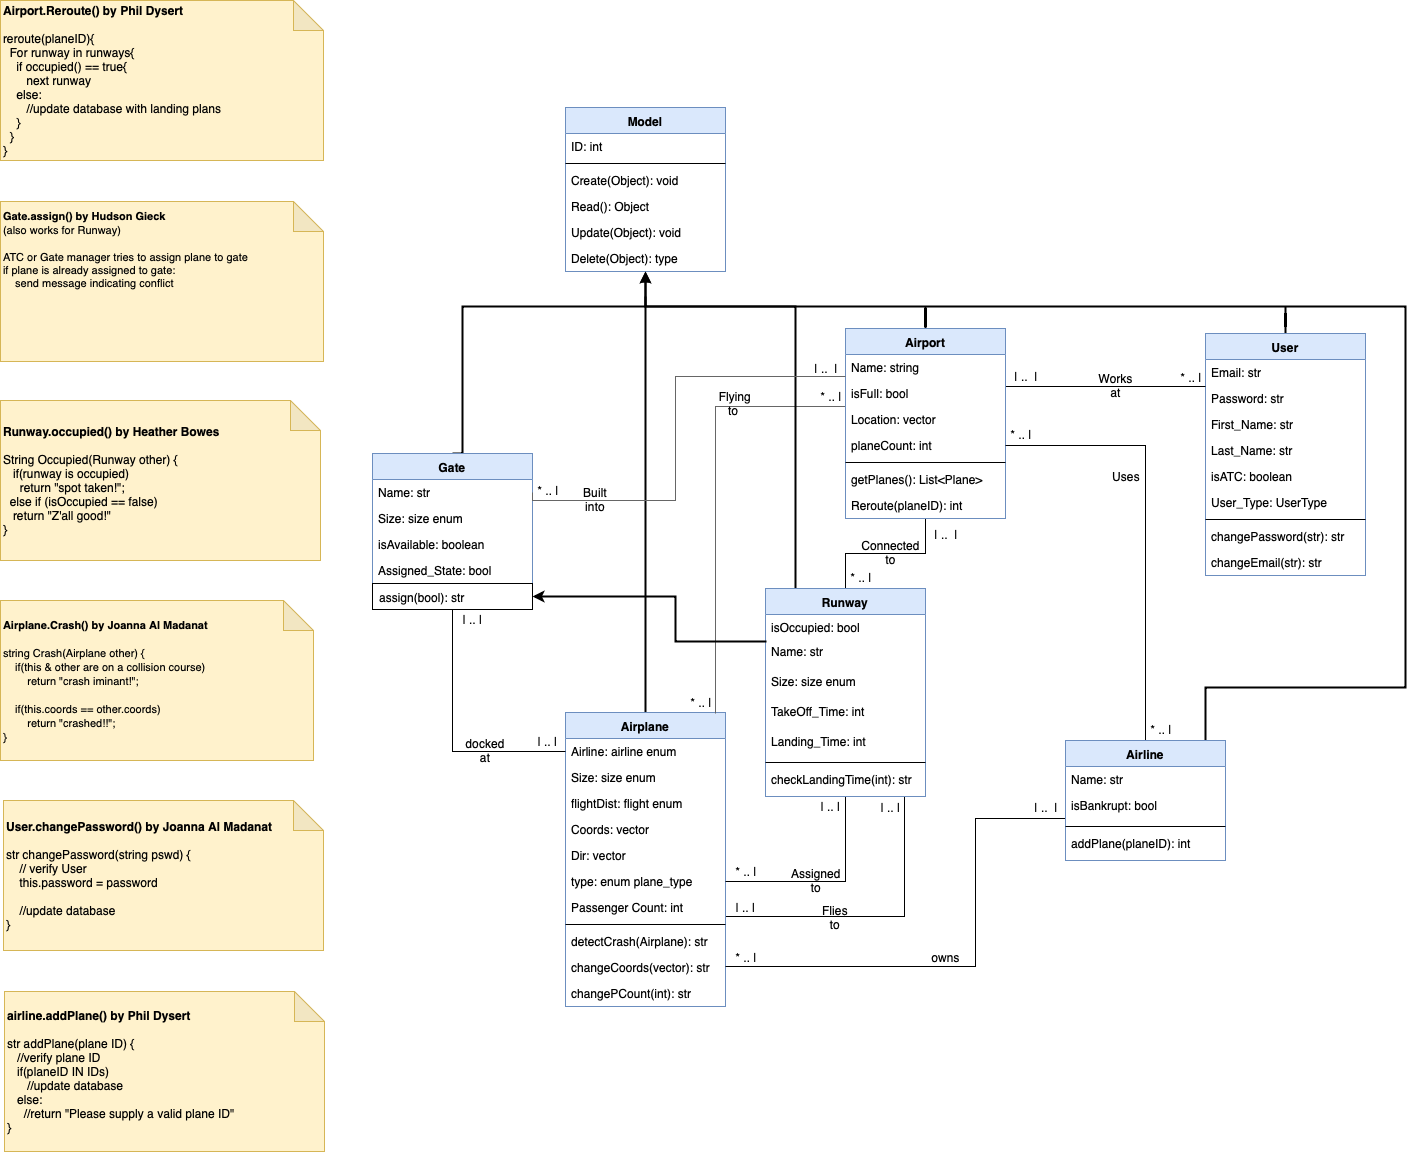 Airport.Reroute() by Phil Dysert
reroute(planeID){
For runway in runways{
if occupied() == true{
next runway
else:
//update database with landing plans
}
}
}
Gate.assign() by Hudson Gieck
(also works for Runway)
ATC or Gate manager tries to assign plane to gate
if plane is already assigned to gate:
send message indicating conflict
Runway.occupied() by Heather Bowes
String Occupied(Runway other) {
if(runway is occupied)
return "spot taken!";
else if (isOccupied == false)
return "Z'all good!"
}
Airplane.Crash() by Joanna Al Madanat
string Crash(Airplane other) {
if(this & other are on a collision course)
return "crash iminant!";
if(this.coords == other.coords)
return "crashed!!";
}
User.changePassword() by Joanna Al Madanat
str changePassword(string pswd) {
// verify User
this.password = password
//update database
}
airline.addPlane() by Phil Dysert
str addPlane(plane ID) {
//verify plane ID
if(planeID IN IDs)
//update database
else:
//return "Please supply a valid plane ID"
}
Model
ID: int
Create(Object): void
Read(): Object
Update(Object): void
Delete(Object): type
Airport
Name: string
isFull: bool
Location: vector
planeCount: int
getPlanes(): List<Plane>
Reroute(planeID): int
User
Email: str
Password: str
First_Name: str
Last_Name: str
isATC: boolean
User_Type: UserType
changePassword(str): str
changeEmail(str): str
Gate
Name: str
Size: size enum
isAvailable: boolean
Assigned_State: bool
assign(bool): str
Runway
isOccupied: bool
Name: str
Size: size enum
TakeOff_Time: int
Landing_Time: int
checkLandingTime(int): str
Airplane
Airline: airline enum
Size: size enum
flightDist: flight enum
Coords: vector
Dir: vector
type: enum plane_type
Passenger Count: int
detectCrash(Airplane): str
changeCoords(vector): str
changePCount(int): str
Airline
Name: str
isBankrupt: bool
addPlane(planeID): int
I .. I
* .. I
Flying
to
* .. I
I .. I
Works
at
* .. I
* .. I
Uses
* .. I
Built
into
I .. I
Connected
to
* .. I
I .. I
docked
at
I .. I
* .. I
I .. I
I .. I
* .. I
Assigned
to
I .. I
Flies
to
* .. I
owns
I .. I